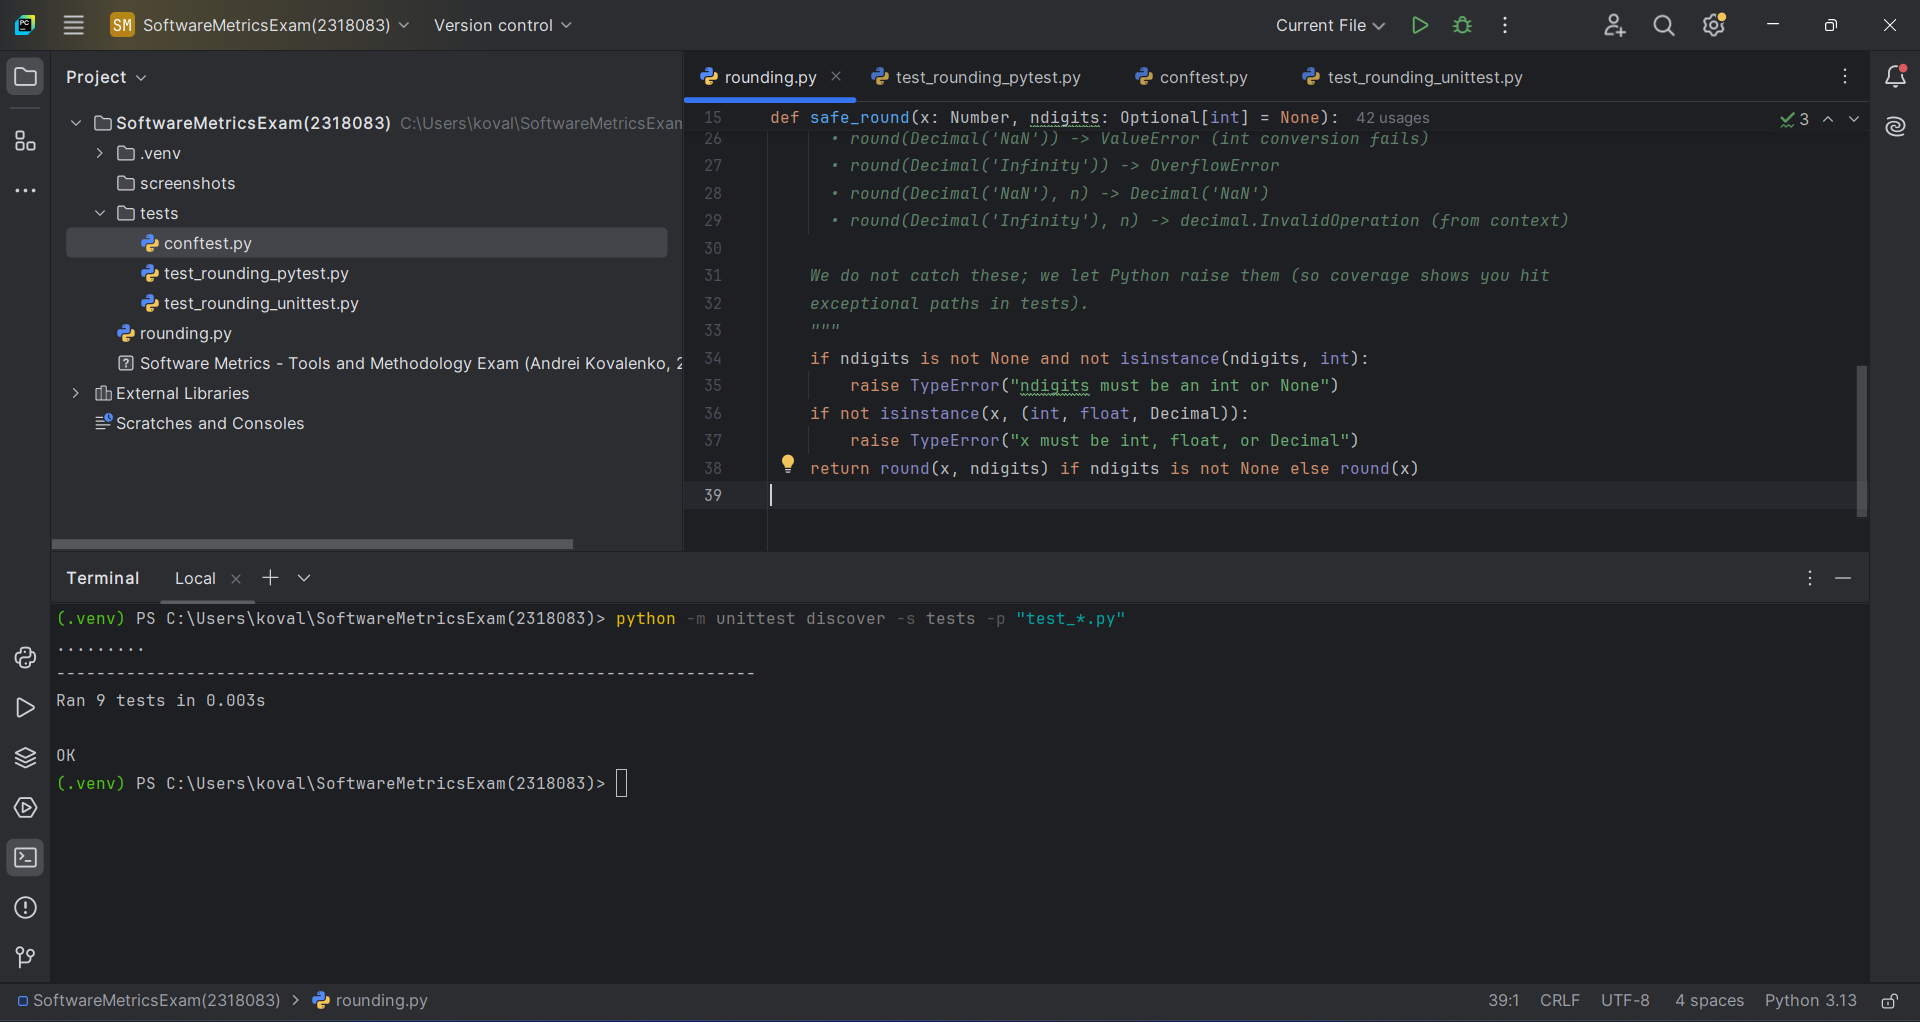 SM SoftwareMetricsExam(2318083) Version control Current File
Project
SoftwareMetricsExam(2318083) C:\Users\koval\SoftwareMetricsExam
.venv
screenshots
tests
conftest.py
test_rounding_pytest.py
test_rounding_unittest.py
rounding.py
Software Metrics - Tools and Methodology Exam (Andrei Kovalenko, 2
External Libraries
Scratches and Consoles
rounding.py test_rounding_pytest.py conftest.py test_rounding_unittest.py
15 def safe_round(x: Number, ndigits: Optional[int] = None): 42 usages 3
26 • round(Decimal('NaN')) -> ValueError (int conversion fails)
27 • round(Decimal('Infinity')) -> OverflowError
28 • round(Decimal('NaN'), n) -> Decimal('NaN')
29 • round(Decimal('Infinity'), n) -> decimal.InvalidOperation (from context)
30
31 We do not catch these; we let Python raise them (so coverage shows you hit
32 exceptional paths in tests).
33 """
34 if ndigits is not None and not isinstance(ndigits, int):
35 raise TypeError("ndigits must be an int or None")
36 if not isinstance(x, (int, float, Decimal)):
37 raise TypeError("x must be int, float, or Decimal")
38 return round(x, ndigits) if ndigits is not None else round(x)
39
Terminal Local
(.venv) PS C:\Users\koval\SoftwareMetricsExam(2318083)> python -m unittest discover -s tests -p "test_*.py"
.........
----------------------------------------------------------------------
Ran 9 tests in 0.003s
OK
(.venv) PS C:\Users\koval\SoftwareMetricsExam(2318083)>
SoftwareMetricsExam(2318083) > rounding.py 39:1 CRLF UTF-8 4 spaces Python 3.13